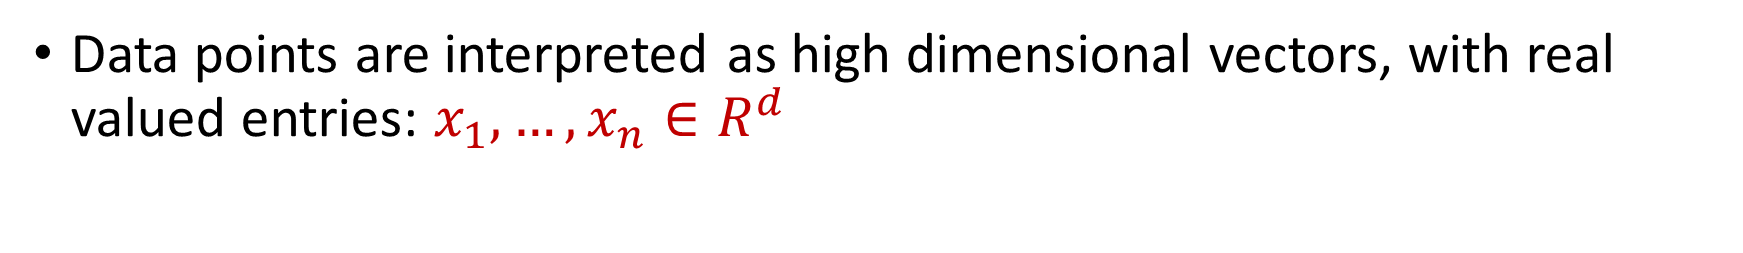 • Data points are interpreted as high dimensional vectors, with real
valued entries: x₁, … , xₙ ∈ Rᵈ